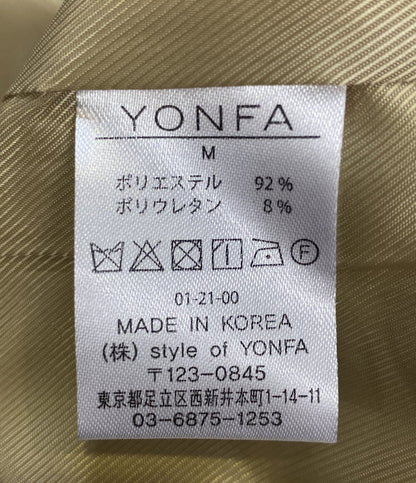 YONFA
M
ポリエステル 92%
ポリウレタン 8%
F
01-21-00
MADE IN KOREA
(株) style of YONFA
〒123-0845
東京都足立区西新井本町1-14-11
03-6875-1253